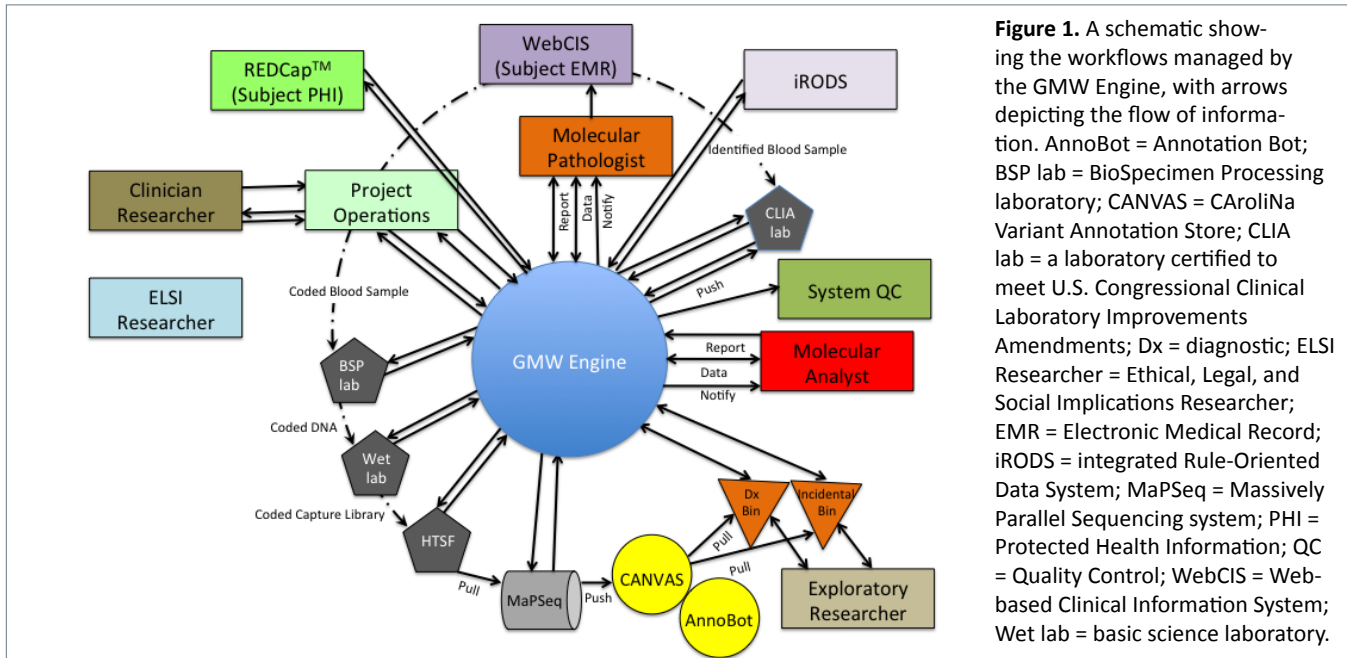 REDCap™
(Subject PHI)
WebCIS
(Subject EMR)
iRODS
Molecular
Pathologist
Identified Blood Sample
Clinician
Researcher
Project
Operations
Report
Data
Notify
CLIA
lab
ELSI
Researcher
Coded Blood Sample
Push
System QC
GMW Engine
Report
Data
Notify
Molecular
Analyst
BSP
lab
Coded DNA
Wet
lab
Coded Capture Library
HTSF
Pull
MaPSeq
Push
CANVAS
AnnoBot
Pull
Pull
Dx
Bin
Incidental
Bin
Exploratory
Researcher
Figure 1. A schematic show-
ing the workflows managed by
the GMW Engine, with arrows
depicting the flow of informa-
tion. AnnoBot = Annotation Bot;
BSP lab = BioSpecimen Processing
laboratory; CANVAS = CAroliNa
Variant Annotation Store; CLIA
lab = a laboratory certified to
meet U.S. Congressional Clinical
Laboratory Improvements
Amendments; Dx = diagnostic; ELSI
Researcher = Ethical, Legal, and
Social Implications Researcher;
EMR = Electronic Medical Record;
iRODS = integrated Rule-Oriented
Data System; MaPSeq = Massively
Parallel Sequencing system; PHI =
Protected Health Information; QC
= Quality Control; WebCIS = Web-
based Clinical Information System;
Wet lab = basic science laboratory.